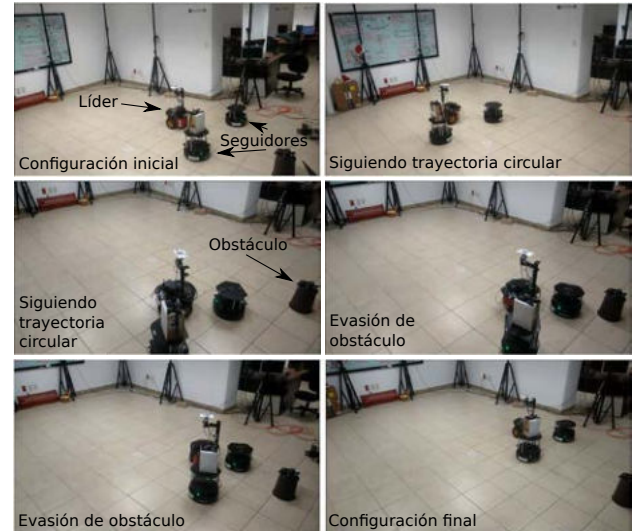 Líder
Seguidores
Configuración inicial
Siguiendo trayectoria circular
Obstáculo
Siguiendo
trayectoria
circular
Evasión de
obstáculo
Evasión de obstáculo
Configuración final